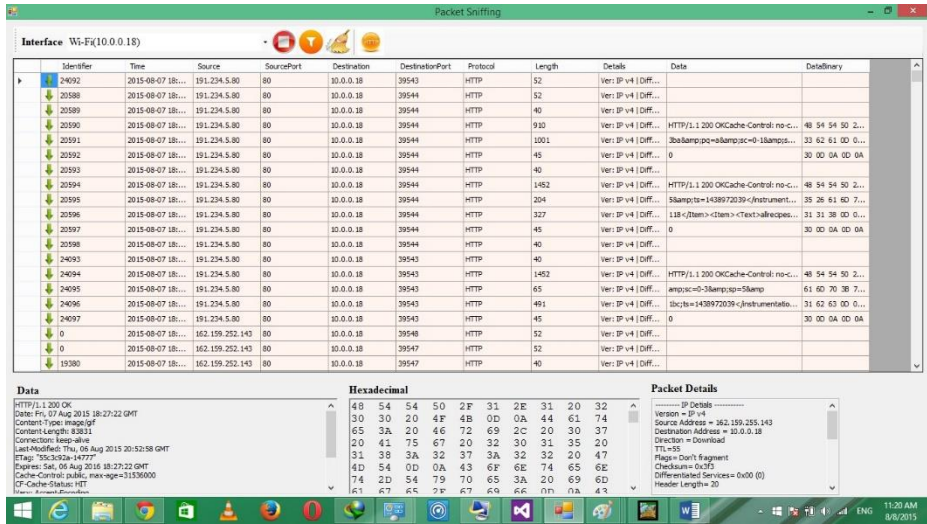 Packet Sniffing
Interface Wi-Fi(10.0.0.18)
Identifier Time Source SourcePort Destination DestinationPort Protocol Length Details Data DataBinary
24092 2015-08-07 18:... 191.234.5.80 80 10.0.0.18 39543 HTTP 52 Ver: IP v4 | Diff...
20588 2015-08-07 18:... 191.234.5.80 80 10.0.0.18 39544 HTTP 52 Ver: IP v4 | Diff...
20589 2015-08-07 18:... 191.234.5.80 80 10.0.0.18 39544 HTTP 40 Ver: IP v4 | Diff...
20590 2015-08-07 18:... 191.234.5.80 80 10.0.0.18 39544 HTTP 910 Ver: IP v4 | Diff... HTTP/1.1 200 OKCache-Control: no-c... 48 54 54 50 2...
20591 2015-08-07 18:... 191.234.5.80 80 10.0.0.18 39544 HTTP 1001 Ver: IP v4 | Diff... 3ba&amp;pq=a&amp;sc=0-1&amp;s... 33 62 61 0D 0...
20592 2015-08-07 18:... 191.234.5.80 80 10.0.0.18 39544 HTTP 45 Ver: IP v4 | Diff... 0 30 0D 0A 0D 0A
20593 2015-08-07 18:... 191.234.5.80 80 10.0.0.18 39544 HTTP 40 Ver: IP v4 | Diff...
20594 2015-08-07 18:... 191.234.5.80 80 10.0.0.18 39544 HTTP 1452 Ver: IP v4 | Diff... HTTP/1.1 200 OKCache-Control: no-c... 48 54 54 50 2...
20595 2015-08-07 18:... 191.234.5.80 80 10.0.0.18 39544 HTTP 204 Ver: IP v4 | Diff... 5&amp;ts=1438972039</instrument... 35 26 61 6D 7...
20596 2015-08-07 18:... 191.234.5.80 80 10.0.0.18 39544 HTTP 327 Ver: IP v4 | Diff... 118</Item><Item><Text>allrecipes... 31 31 38 0D 0...
20597 2015-08-07 18:... 191.234.5.80 80 10.0.0.18 39544 HTTP 45 Ver: IP v4 | Diff... 0 30 0D 0A 0D 0A
20598 2015-08-07 18:... 191.234.5.80 80 10.0.0.18 39544 HTTP 40 Ver: IP v4 | Diff...
24093 2015-08-07 18:... 191.234.5.80 80 10.0.0.18 39543 HTTP 40 Ver: IP v4 | Diff...
24094 2015-08-07 18:... 191.234.5.80 80 10.0.0.18 39543 HTTP 1452 Ver: IP v4 | Diff... HTTP/1.1 200 OKCache-Control: no-c... 48 54 54 50 2...
24095 2015-08-07 18:... 191.234.5.80 80 10.0.0.18 39543 HTTP 65 Ver: IP v4 | Diff... amp;sc=0-3&amp;sp=5&amp 61 6D 70 3B 7...
24096 2015-08-07 18:... 191.234.5.80 80 10.0.0.18 39543 HTTP 491 Ver: IP v4 | Diff... 1bc;ts=1438972039</instrumentatio... 31 62 63 0D 0...
24097 2015-08-07 18:... 191.234.5.80 80 10.0.0.18 39543 HTTP 45 Ver: IP v4 | Diff... 0 30 0D 0A 0D 0A
0 2015-08-07 18:... 162.159.252.143 80 10.0.0.18 39548 HTTP 52 Ver: IP v4 | Diff...
0 2015-08-07 18:... 162.159.252.143 80 10.0.0.18 39547 HTTP 52 Ver: IP v4 | Diff...
19380 2015-08-07 18:... 162.159.252.143 80 10.0.0.18 39547 HTTP 40 Ver: IP v4 | Diff...
Data
HTTP/1.1 200 OK
Date: Fri, 07 Aug 2015 18:27:22 GMT
Content-Type: image/gif
Content-Length: 83831
Connection: keep-alive
Last-Modified: Thu, 06 Aug 2015 20:52:58 GMT
ETag: "55c3c92a-14777"
Expires: Sat, 06 Aug 2016 18:27:22 GMT
Cache-Control: public, max-age=31536000
CF-Cache-Status: HIT
Vary: Accept-Encoding
Hexadecimal
48 54 54 50 2F 31 2E 31 20 32
30 30 20 4F 4B 0D 0A 44 61 74
65 3A 20 46 72 69 2C 20 30 37
20 41 75 67 20 32 30 31 35 20
31 38 3A 32 37 3A 32 32 20 47
4D 54 0D 0A 43 6F 6E 74 65 6E
74 2D 54 79 70 65 3A 20 69 6D
61 67 65 2F 67 69 66 0D 0A 43
Packet Details
---------- IP Details ----------
Version = IP v4
Source Address = 162.159.255.143
Destination Address = 10.0.0.18
Direction = Download
TTL=55
Flags= Don't fragment
Checksum= 0x3f3
Differentiated Services= 0x00 (0)
Header Length= 20
ENG
11:20 AM
8/8/2015